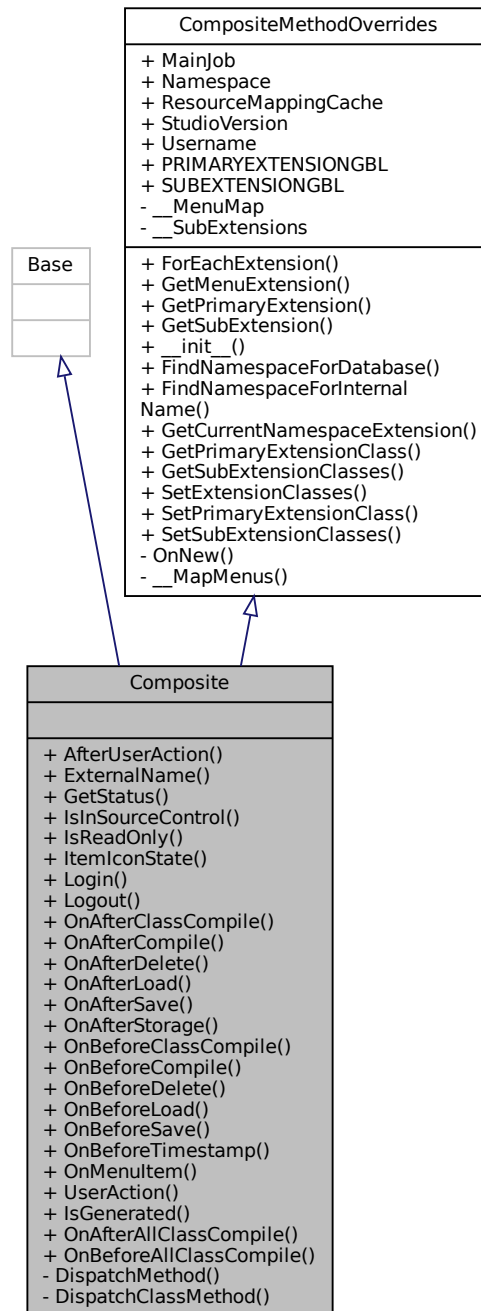 CompositeMethodOverrides
+ MainJob
+ Namespace
+ ResourceMappingCache
+ StudioVersion
+ Username
+ PRIMARYEXTENSIONGBL
+ SUBEXTENSIONGBL
- __MenuMap
- __SubExtensions
+ ForEachExtension()
+ GetMenuExtension()
+ GetPrimaryExtension()
+ GetSubExtension()
+ __init__()
+ FindNamespaceForDatabase()
+ FindNamespaceForInternal
Name()
+ GetCurrentNamespaceExtension()
+ GetPrimaryExtensionClass()
+ GetSubExtensionClasses()
+ SetExtensionClasses()
+ SetPrimaryExtensionClass()
+ SetSubExtensionClasses()
- OnNew()
- __MapMenus()
Base
Composite
+ AfterUserAction()
+ ExternalName()
+ GetStatus()
+ IsInSourceControl()
+ IsReadOnly()
+ ItemIconState()
+ Login()
+ Logout()
+ OnAfterClassCompile()
+ OnAfterCompile()
+ OnAfterDelete()
+ OnAfterLoad()
+ OnAfterSave()
+ OnAfterStorage()
+ OnBeforeClassCompile()
+ OnBeforeCompile()
+ OnBeforeDelete()
+ OnBeforeLoad()
+ OnBeforeSave()
+ OnBeforeTimestamp()
+ OnMenuItem()
+ UserAction()
+ IsGenerated()
+ OnAfterAllClassCompile()
+ OnBeforeAllClassCompile()
- DispatchMethod()
- DispatchClassMethod()